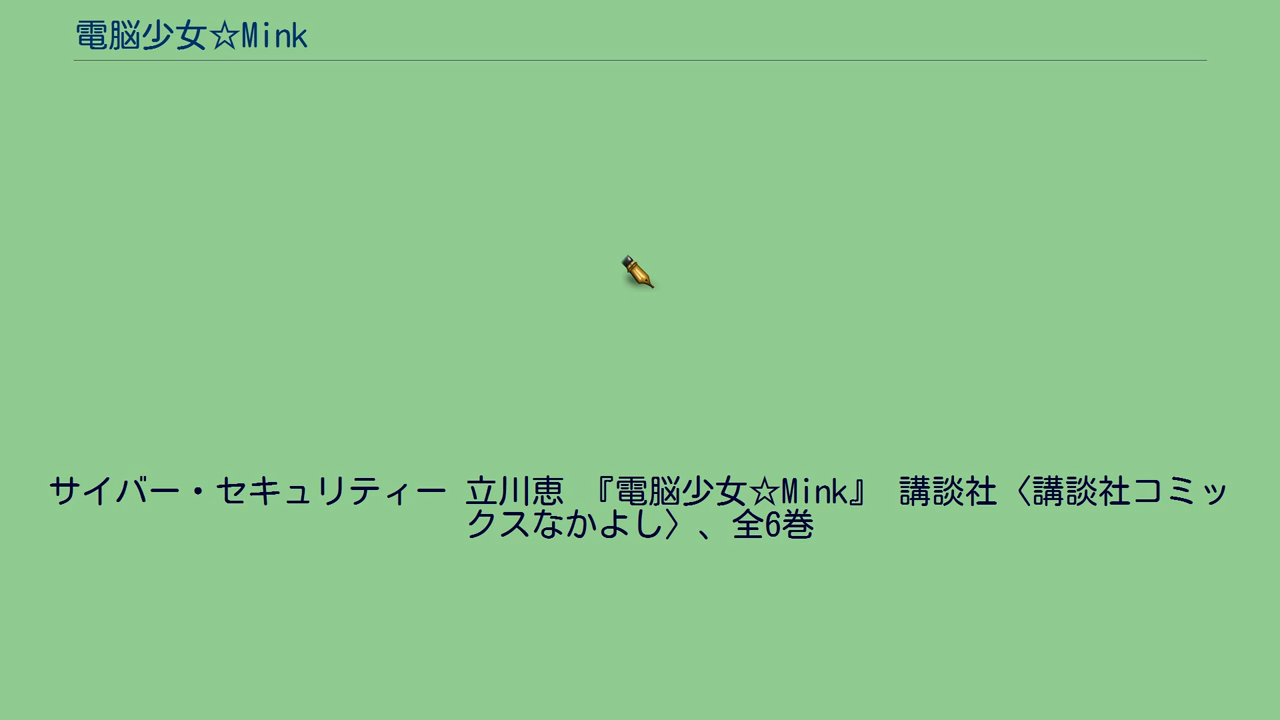 電脳少女☆Mink
サイバー・セキュリティー 立川恵 『電脳少女☆Mink』 講談社〈講談社コミッ
クスなかよし〉、全6巻